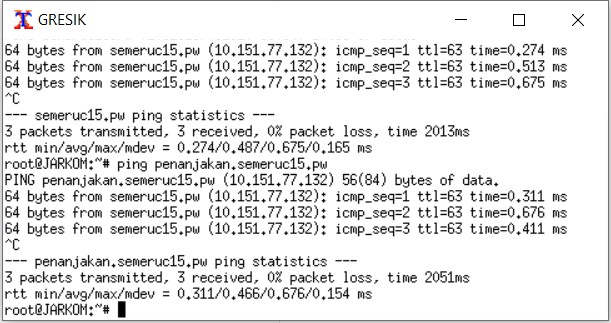 GRESIK
64 bytes from semeruc15.pw (10.151.77.132): icmp_seq=1 ttl=63 time=0.274 ms
64 bytes from semeruc15.pw (10.151.77.132): icmp_seq=2 ttl=63 time=0.513 ms
64 bytes from semeruc15.pw (10.151.77.132): icmp_seq=3 ttl=63 time=0.675 ms
^C
--- semeruc15.pw ping statistics ---
3 packets transmitted, 3 received, 0% packet loss, time 2013ms
rtt min/avg/max/mdev = 0.274/0.487/0.675/0.165 ms
root@JARKOM:~# ping penanjakan.semeruc15.pw
PING penanjakan.semeruc15.pw (10.151.77.132) 56(84) bytes of data.
64 bytes from semeruc15.pw (10.151.77.132): icmp_seq=1 ttl=63 time=0.311 ms
64 bytes from semeruc15.pw (10.151.77.132): icmp_seq=2 ttl=63 time=0.676 ms
64 bytes from semeruc15.pw (10.151.77.132): icmp_seq=3 ttl=63 time=0.411 ms
^C
--- penanjakan.semeruc15.pw ping statistics ---
3 packets transmitted, 3 received, 0% packet loss, time 2051ms
rtt min/avg/max/mdev = 0.311/0.466/0.676/0.154 ms
root@JARKOM:~#